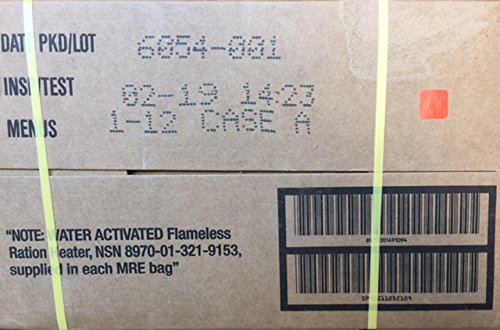 DATE PKD/LOT 6054-001
INSP/TEST 02-19 14:23
MENUS 1-12 CASE A
"NOTE: WATER ACTIVATED Flameless
Ration Heater, NSN 8970-01-321-9153,
supplied in each MRE bag"